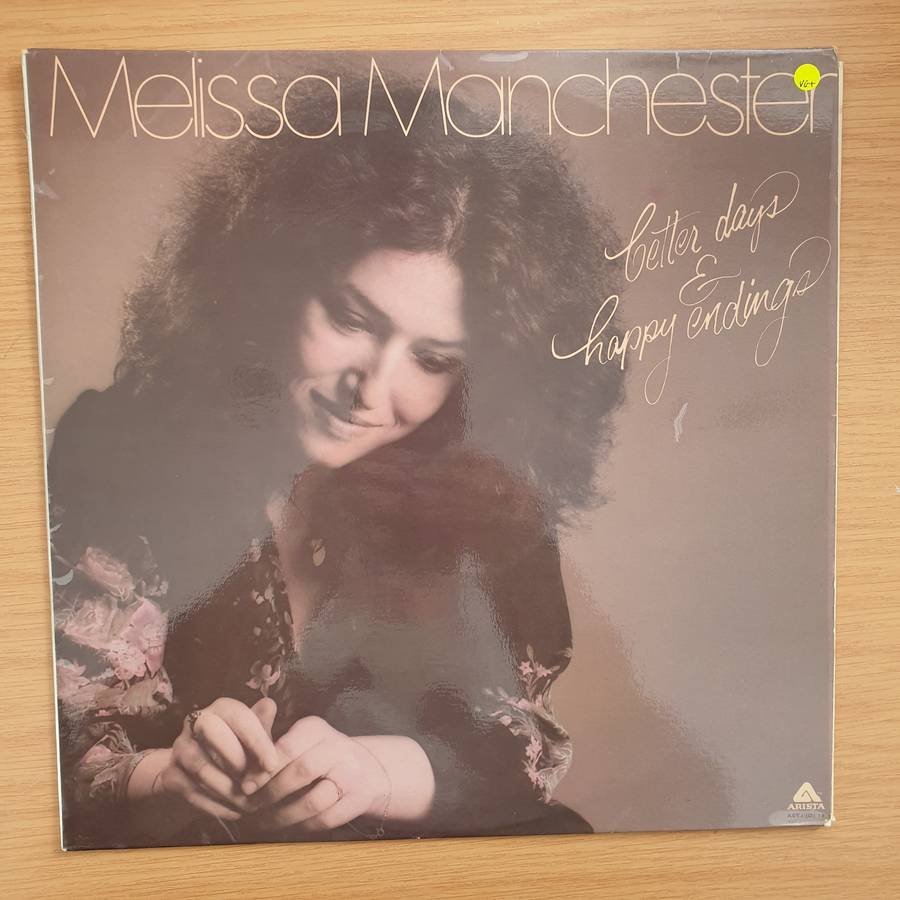 Melissa Manchester
VG+
better days
&
happy endings
ARISTA